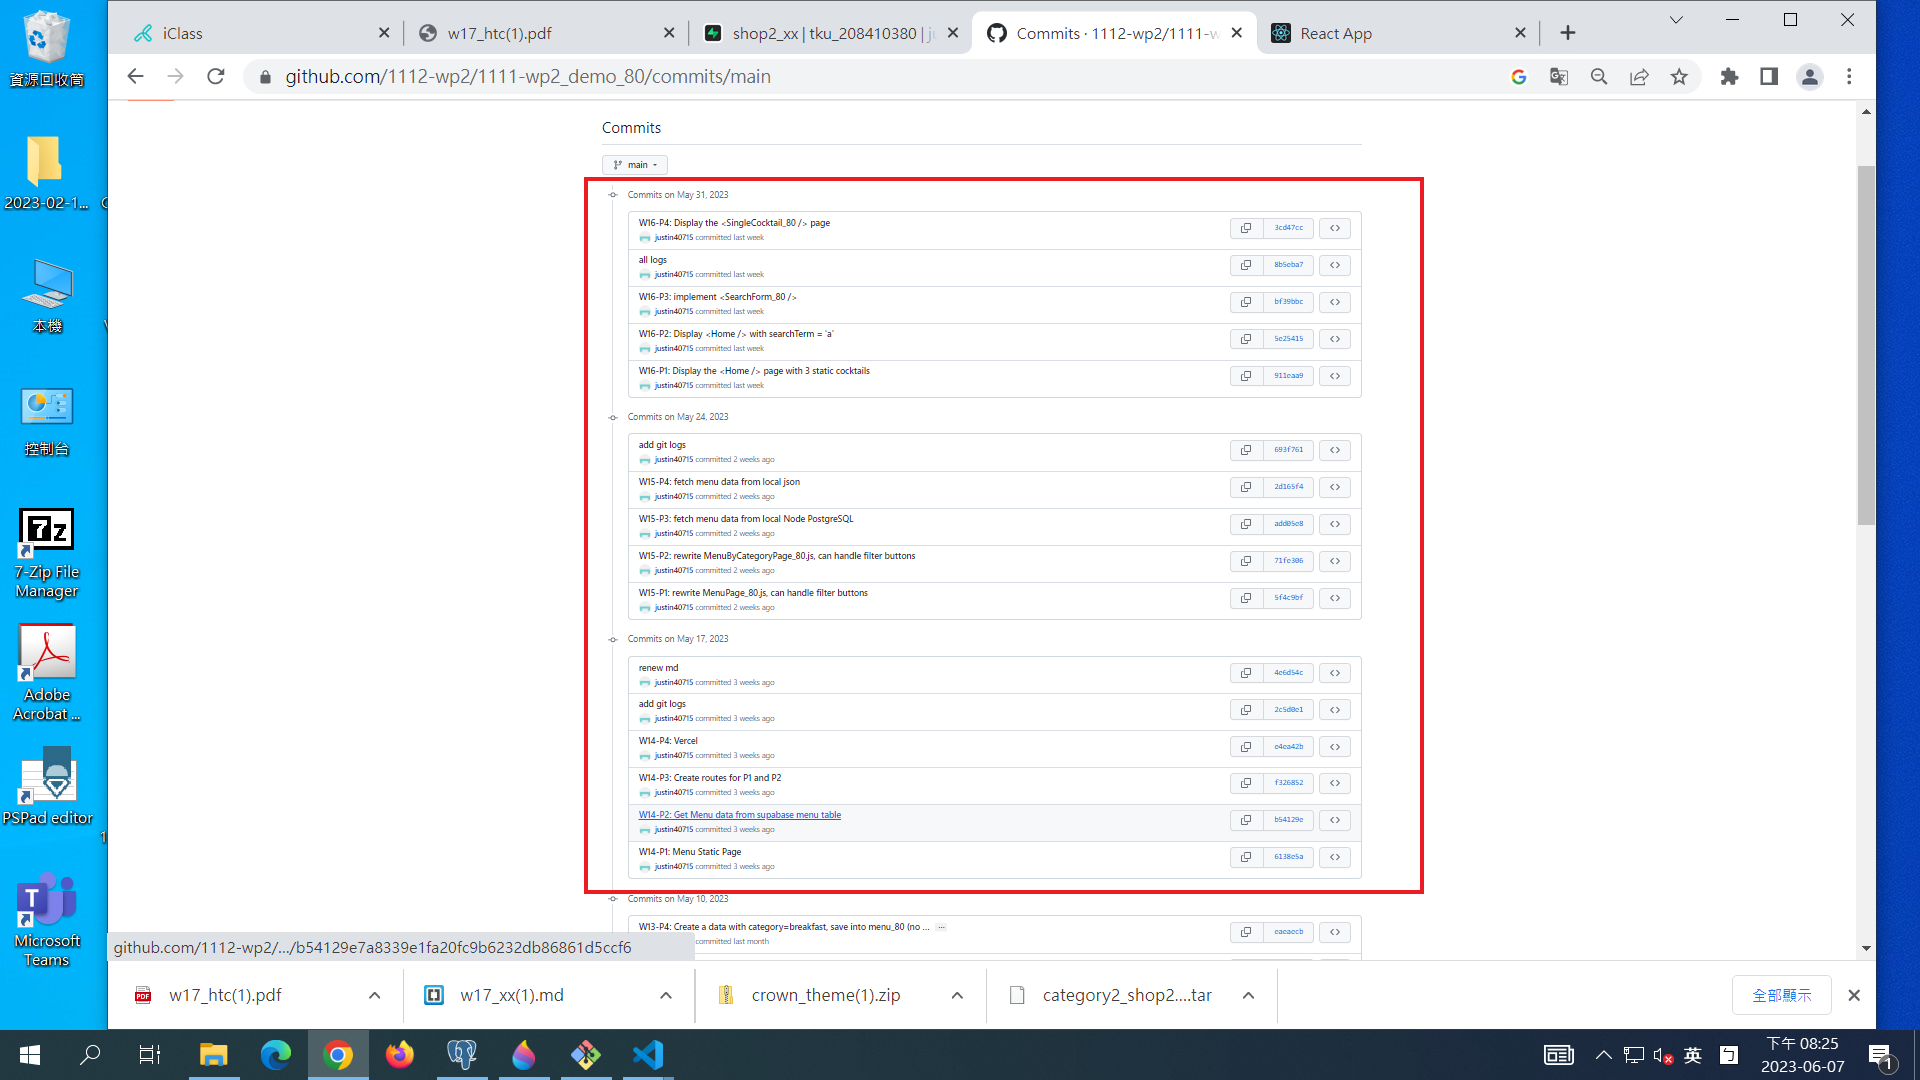 iClass
w17_htc(1).pdf
shop2_xx | tku_208410380 | ju
Commits · 1112-wp2/1111-w
React App
github.com/1112-wp2/1111-wp2_demo_80/commits/main
資源回收筒
2023-02-1...
本機
控制台
7-Zip File
Manager
Adobe
Acrobat ...
PSPad editor
Microsoft
Teams
Commits
main
Commits on May 31, 2023
W16-P4: Display the <SingleCocktail_80 /> page
justin40715 committed last week
3cd47cc
all logs
justin40715 committed last week
8b5eba7
W16-P3: implement <SearchForm_80 />
justin40715 committed last week
bf39bbc
W16-P2: Display <Home /> with searchTerm = 'a'
justin40715 committed last week
5e25415
W16-P1: Display the <Home /> page with 3 static cocktails
justin40715 committed last week
911eaa9
Commits on May 24, 2023
add git logs
justin40715 committed 2 weeks ago
693f761
W15-P4: fetch menu data from local json
justin40715 committed 2 weeks ago
2d165f4
W15-P3: fetch menu data from local Node PostgreSQL
justin40715 committed 2 weeks ago
add05e8
W15-P2: rewrite MenuByCategoryPage_80.js, can handle filter buttons
justin40715 committed 2 weeks ago
71fe306
W15-P1: rewrite MenuPage_80.js, can handle filter buttons
justin40715 committed 2 weeks ago
5f4c9bf
Commits on May 17, 2023
renew md
justin40715 committed 3 weeks ago
4e6d54c
add git logs
justin40715 committed 3 weeks ago
2c5d0e1
W14-P4: Vercel
justin40715 committed 3 weeks ago
e4ea42b
W14-P3: Create routes for P1 and P2
justin40715 committed 3 weeks ago
f326852
W14-P2: Get Menu data from supabase menu table
justin40715 committed 3 weeks ago
b54129e
W14-P1: Menu Static Page
justin40715 committed 3 weeks ago
6138e5a
Commits on May 10, 2023
W13-P4: Create a data with category=breakfast, save into menu_80 (no ... ...
committed last month
eaeaecb
github.com/1112-wp2/.../b54129e7a8339e1fa20fc9b6232db86861d5ccf6
w17_htc(1).pdf
w17_xx(1).md
crown_theme(1).zip
category2_shop2....tar
全部顯示
英
ㄅ
下午 08:25
2023-06-07
1